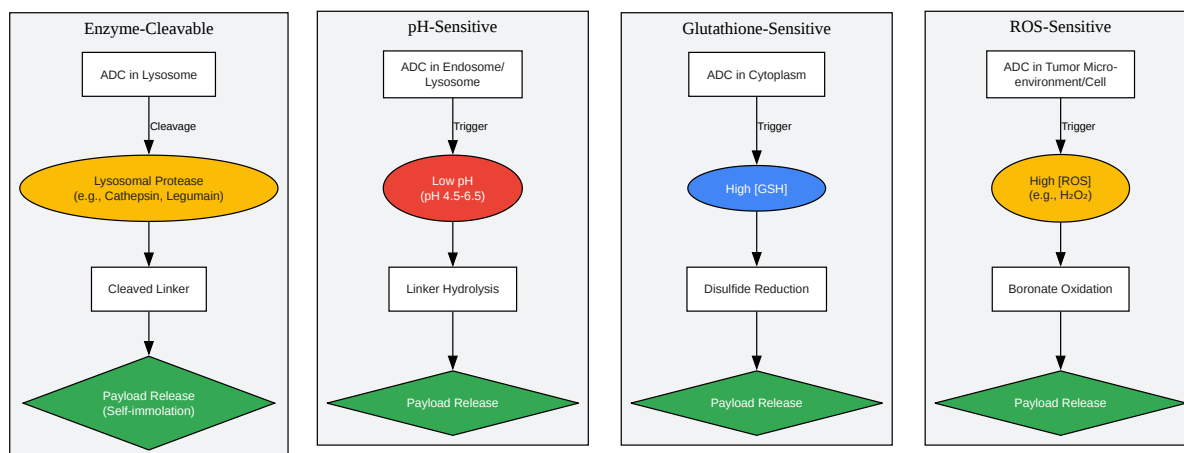 Enzyme-Cleavable
ADC in Lysosome
Cleavage
Lysosomal Protease
(e.g., Cathepsin, Legumain)
Cleaved Linker
Payload Release
(Self-immolation)
pH-Sensitive
ADC in Endosome/
Lysosome
Trigger
Low pH
(pH 4.5-6.5)
Linker Hydrolysis
Payload Release
Glutathione-Sensitive
ADC in Cytoplasm
Trigger
High [GSH]
Disulfide Reduction
Payload Release
ROS-Sensitive
ADC in Tumor Micro-
environment/Cell
Trigger
High [ROS]
(e.g., H₂O₂)
Boronate Oxidation
Payload Release